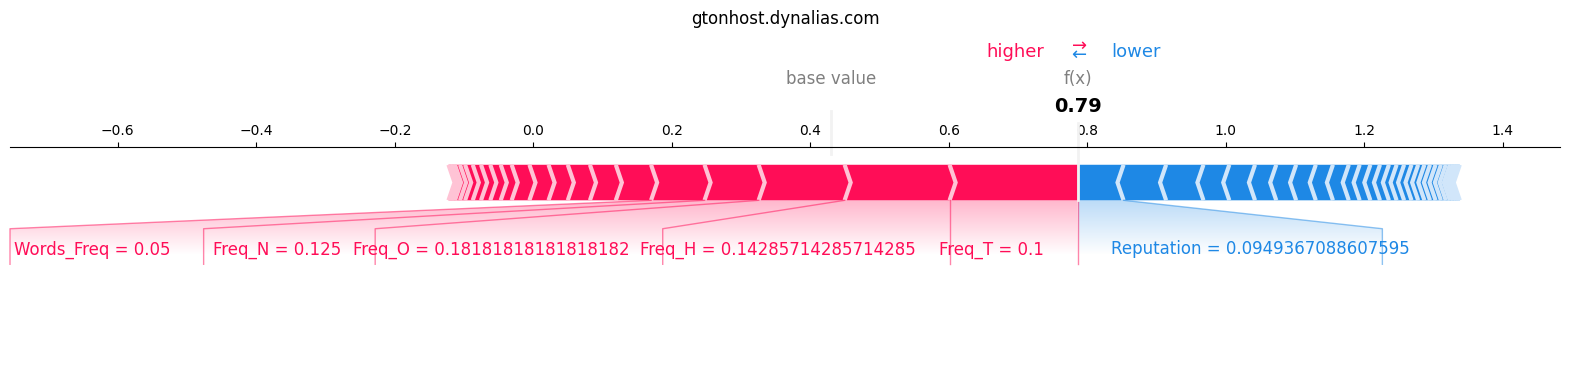 gtonhost.dynalias.com
higher ⇄ lower
base value f(x)
0.79
−0.6 −0.4 −0.2 0.0 0.2 0.4 0.6 0.8 1.0 1.2 1.4
Words_Freq = 0.05 Freq_N = 0.125 Freq_O = 0.18181818181818182 Freq_H = 0.14285714285714285 Freq_T = 0.1 Reputation = 0.0949367088607595